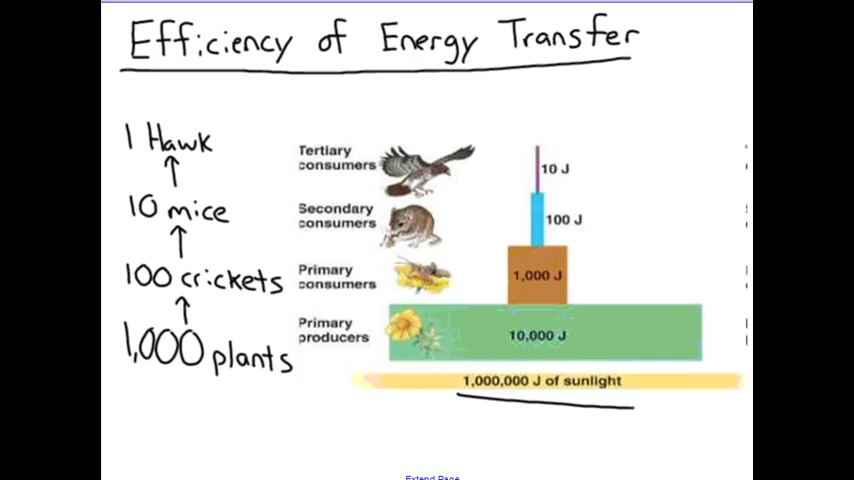 Efficiency of Energy Transfer
1 Hawk
10 mice
100 crickets
1,000 plants
Tertiary
consumers
10 J
Secondary
consumers
100 J
Primary
consumers
1,000 J
Primary
producers
10,000 J
1,000,000 J of sunlight
Extend Page